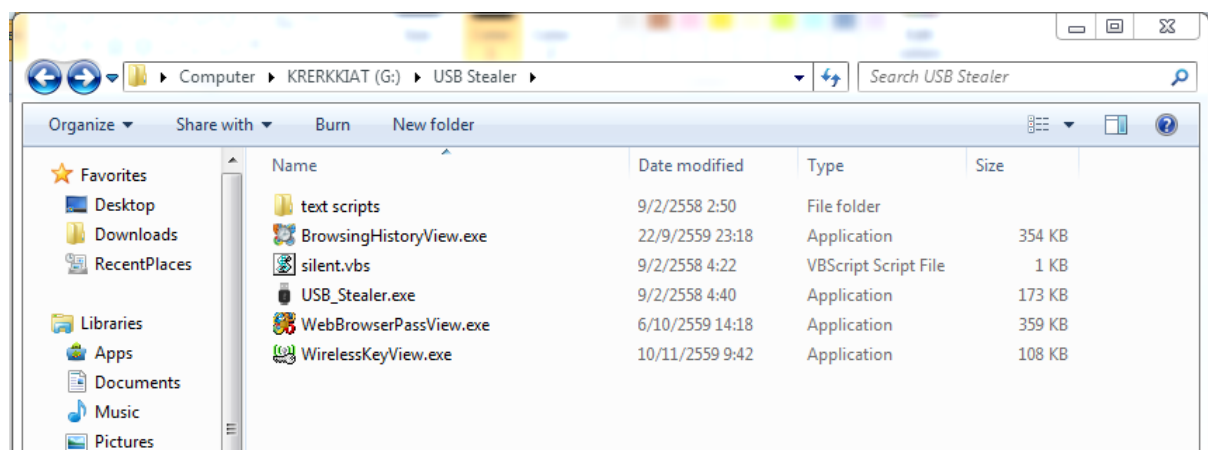 Computer KRERKKIAT (G:) USB Stealer Search USB Stealer
Organize Share with Burn New folder
Name Date modified Type Size
Favorites
Desktop
Downloads
RecentPlaces
Libraries
Apps
Documents
Music
Pictures
text scripts 9/2/2558 2:50 File folder
BrowsingHistoryView.exe 22/9/2559 23:18 Application 354 KB
silent.vbs 9/2/2558 4:22 VBScript Script File 1 KB
USB_Stealer.exe 9/2/2558 4:40 Application 173 KB
WebBrowserPassView.exe 6/10/2559 14:18 Application 359 KB
WirelessKeyView.exe 10/11/2559 9:42 Application 108 KB